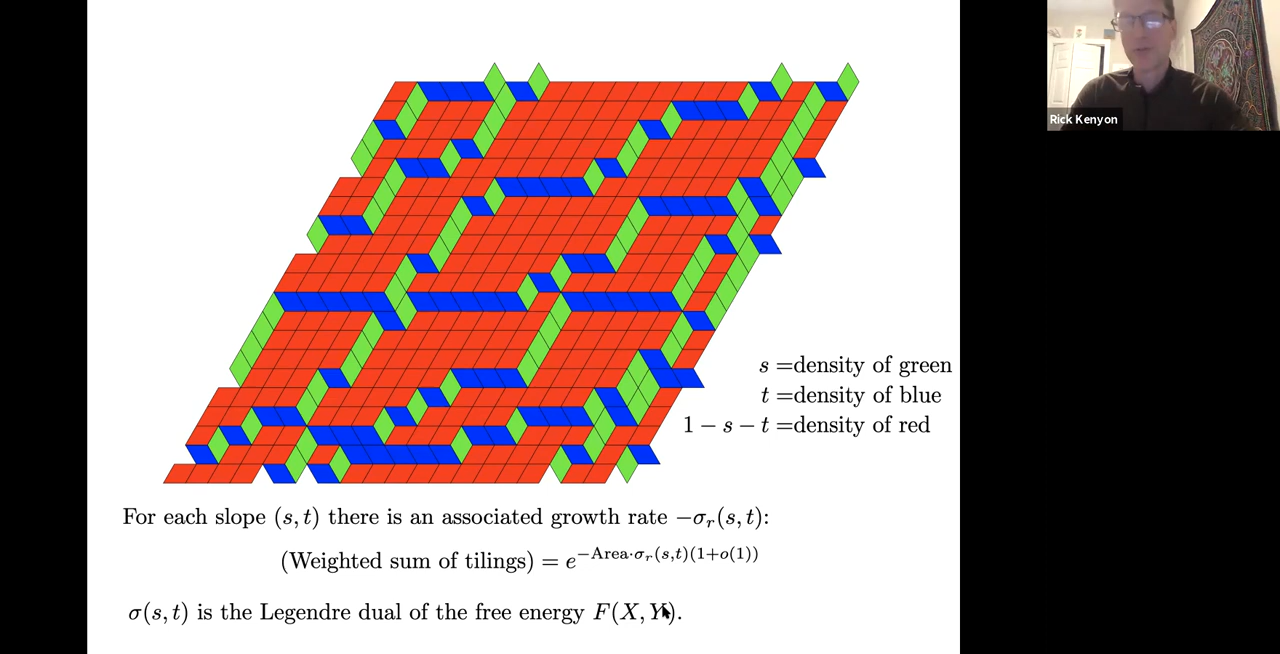 Rick Kenyon
s =density of green
t =density of blue
1 − s − t =density of red
For each slope (s, t) there is an associated growth rate −σᵣ(s, t):
(Weighted sum of tilings) = e^{−Area·σᵣ(s,t)(1+o(1))}
σ(s, t) is the Legendre dual of the free energy F(X, Y).